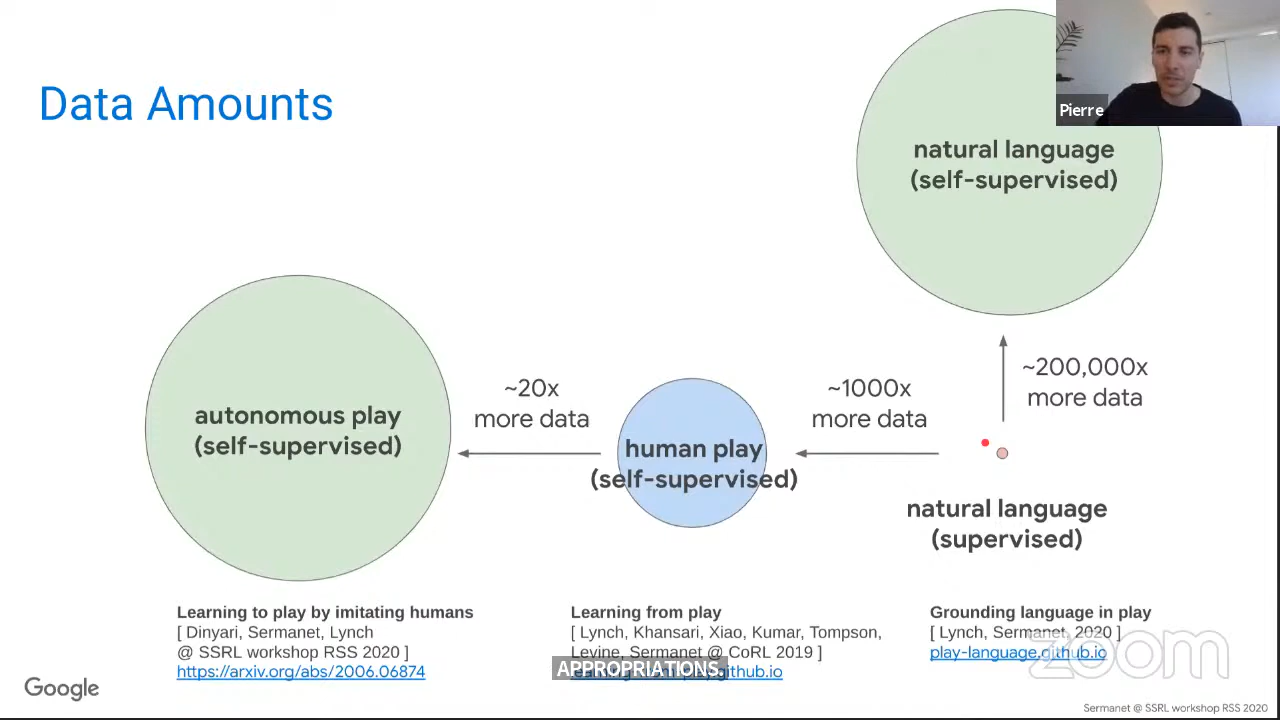 Data Amounts
Pierre
natural language
(self-supervised)
~200,000x
more data
~20x
more data
~1000x
more data
autonomous play
(self-supervised)
human play
(self-supervised)
natural language
(supervised)
Learning to play by imitating humans
[ Dinyari, Sermanet, Lynch
@ SSRL workshop RSS 2020 ]
https://arxiv.org/abs/2006.06874
Learning from play
[ Lynch, Khansari, Xiao, Kumar, Tompson,
Levine, Sermanet @ CoRL 2019 ]
github.io
APPROPRIATIONS
Grounding language in play
[ Lynch, Sermanet, 2020 ]
play-language.github.io
zoom
Google
Sermanet @ SSRL workshop RSS 2020